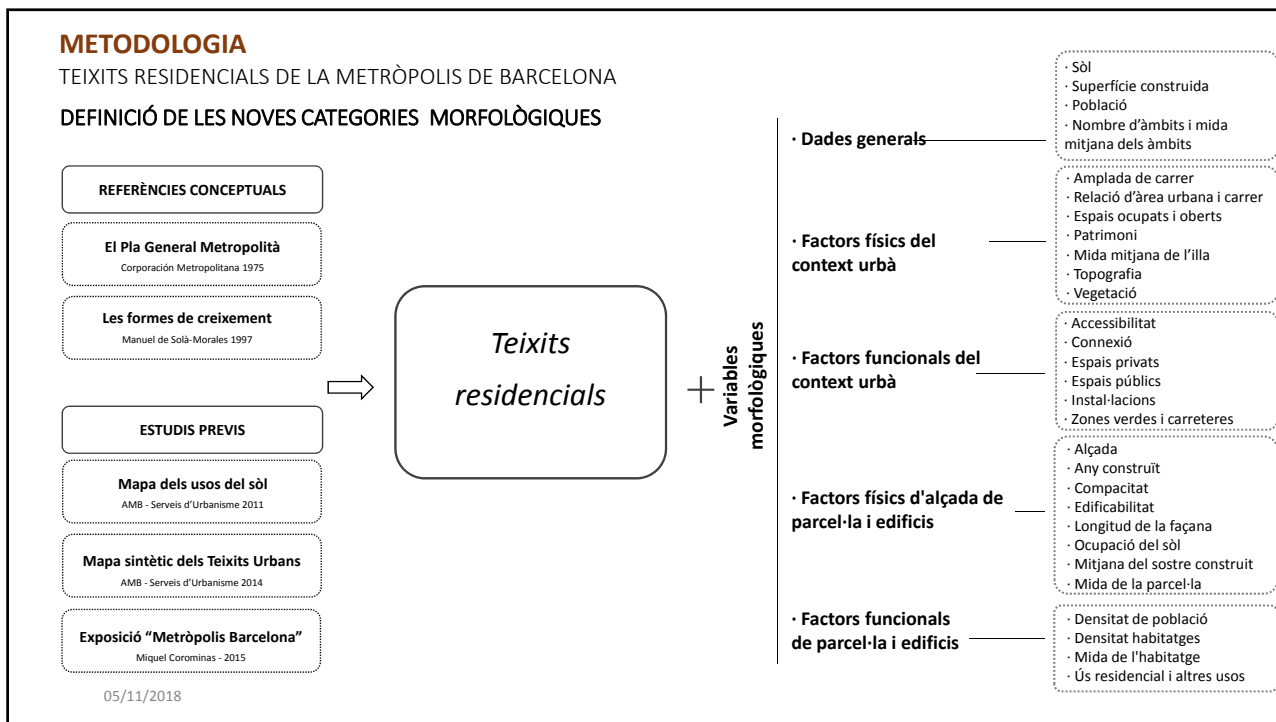 METODOLOGIA
TEIXITS RESIDENCIALS DE LA METRÒPOLIS DE BARCELONA
DEFINICIÓ DE LES NOVES CATEGORIES MORFOLÒGIQUES
REFERÈNCIES CONCEPTUALS
El Pla General Metropolità
Corporación Metropolitana 1975
Les formes de creixement
Manuel de Solà-Morales 1997
ESTUDIS PREVIS
Mapa dels usos del sòl
AMB - Serveis d'Urbanisme 2011
Mapa sintètic dels Teixits Urbans
AMB - Serveis d'Urbanisme 2014
Exposició “Metròpolis Barcelona”
Miquel Corominas - 2015
05/11/2018
Teixits
residencials
+
Variables
morfològiques
· Dades generals
· Sòl
· Superfície construida
· Població
· Nombre d'àmbits i mida
mitjana dels àmbits
· Factors físics del
context urbà
· Amplada de carrer
· Relació d'àrea urbana i carrer
· Espais ocupats i oberts
· Patrimoni
· Mida mitjana de l'illa
· Topografia
· Vegetació
· Factors funcionals del
context urbà
· Accessibilitat
· Connexió
· Espais privats
· Espais públics
· Instal·lacions
· Zones verdes i carreteres
· Factors físics d'alçada de
parcel·la i edificis
· Alçada
· Any construït
· Compacitat
· Edificabilitat
· Longitud de la façana
· Ocupació del sòl
· Mitjana del sostre construit
· Mida de la parcel·la
· Factors funcionals
de parcel·la i edificis
· Densitat de població
· Densitat habitatges
· Mida de l'habitatge
· Ús residencial i altres usos